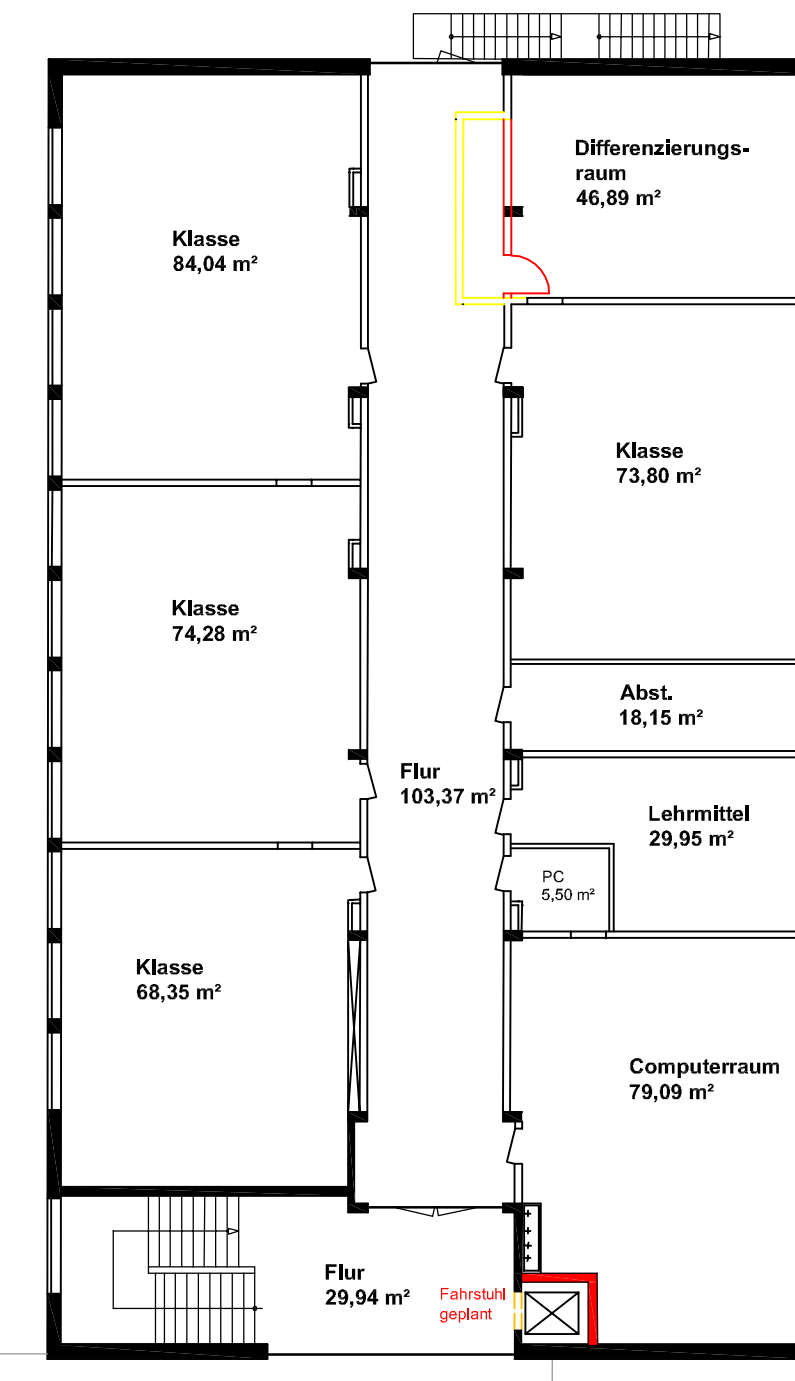 Differenzierungs-
raum
46,89 m²
Klasse
84,04 m²
Klasse
73,80 m²
Klasse
74,28 m²
Abst.
18,15 m²
Flur
103,37 m²
Lehrmittel
29,95 m²
PC
5,50 m²
Klasse
68,35 m²
Computerraum
79,09 m²
Flur
29,94 m²
Fahrstuhl
geplant